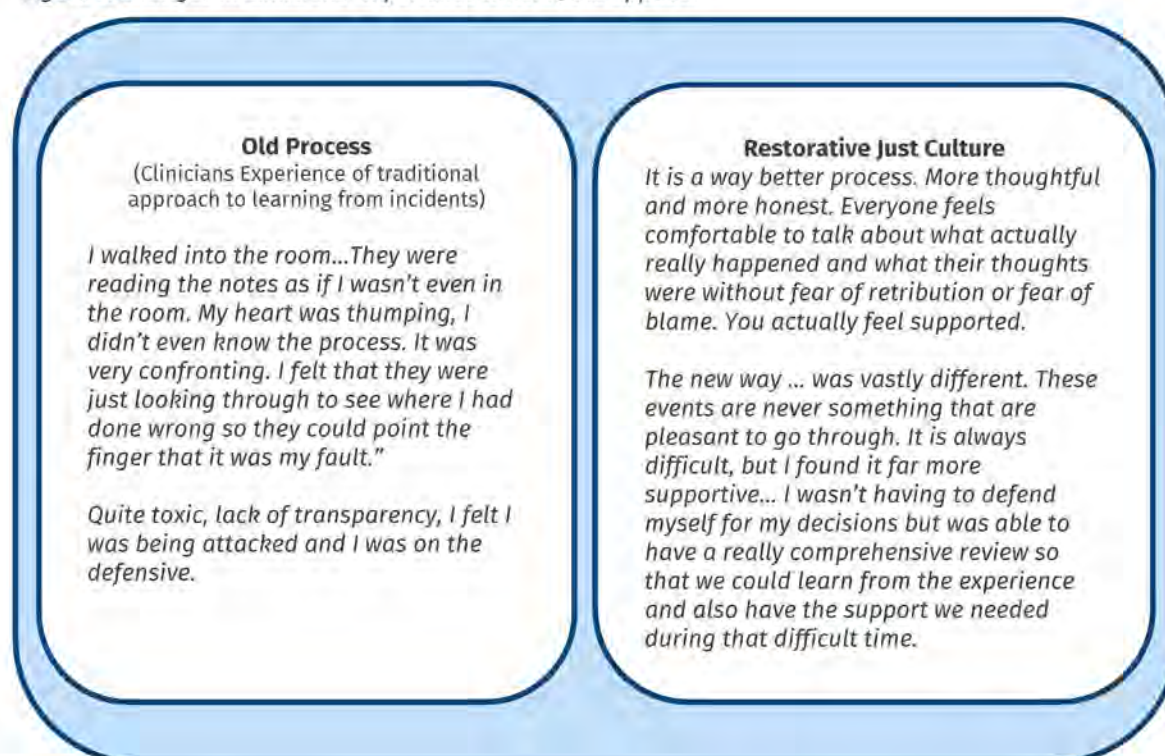 Old Process
(Clinicians Experience of traditional
approach to learning from incidents)
I walked into the room...They were
reading the notes as if I wasn't even in
the room. My heart was thumping, I
didn't even know the process. It was
very confronting. I felt that they were
just looking through to see where I had
done wrong so they could point the
finger that it was my fault.”
Quite toxic, lack of transparency, I felt I
was being attacked and I was on the
defensive.
Restorative Just Culture
It is a way better process. More thoughtful
and more honest. Everyone feels
comfortable to talk about what actually
really happened and what their thoughts
were without fear of retribution or fear of
blame. You actually feel supported.
The new way ... was vastly different. These
events are never something that are
pleasant to go through. It is always
difficult, but I found it far more
supportive... I wasn't having to defend
myself for my decisions but was able to
have a really comprehensive review so
that we could learn from the experience
and also have the support we needed
during that difficult time.